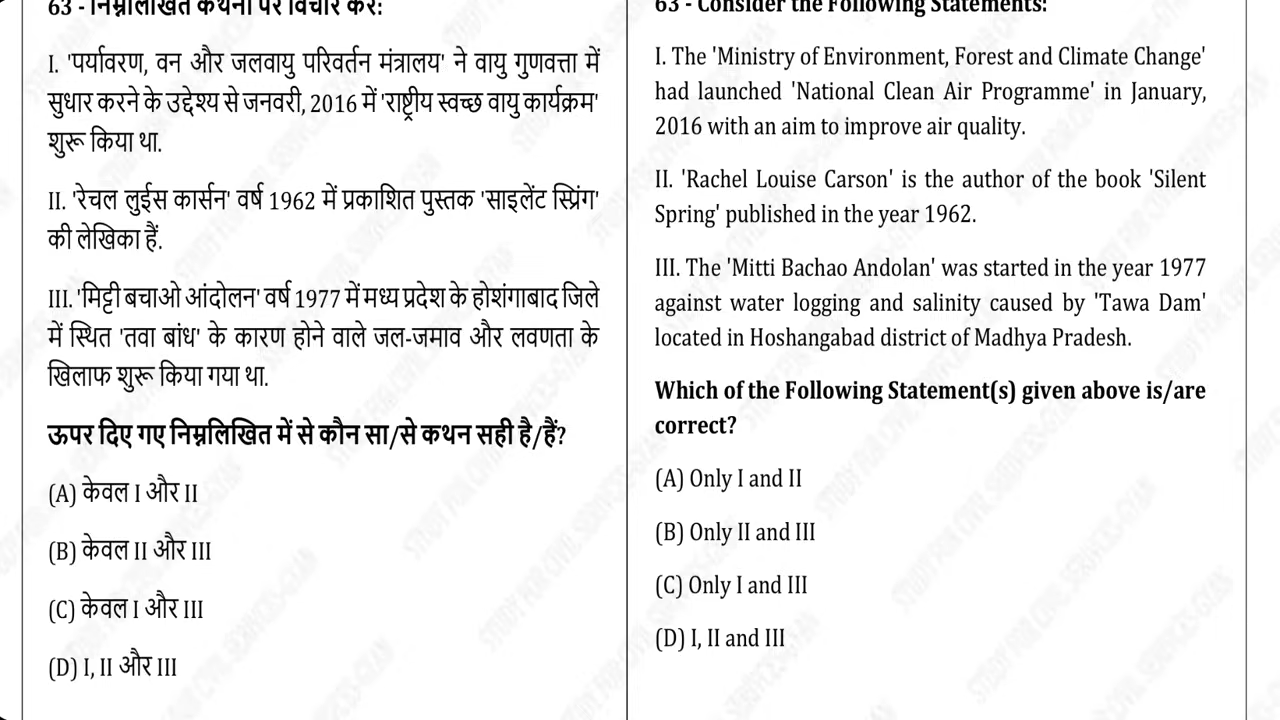 63 - निम्नलिखित कथनों पर विचार करें:
I. 'पर्यावरण, वन और जलवायु परिवर्तन मंत्रालय' ने वायु गुणवत्ता में
सुधार करने के उद्देश्य से जनवरी, 2016 में 'राष्ट्रीय स्वच्छ वायु कार्यक्रम'
शुरू किया था.
II. 'रेचल लुईस कार्सन' वर्ष 1962 में प्रकाशित पुस्तक 'साइलेंट स्प्रिंग'
की लेखिका हैं.
III. 'मिट्टी बचाओ आंदोलन' वर्ष 1977 में मध्य प्रदेश के होशंगाबाद जिले
में स्थित 'तवा बांध' के कारण होने वाले जल-जमाव और लवणता के
खिलाफ शुरू किया गया था.
ऊपर दिए गए निम्नलिखित में से कौन सा/से कथन सही है/हैं?
(A) केवल I और II
(B) केवल II और III
(C) केवल I और III
(D) I, II और III
63 - Consider the Following Statements:
I. The 'Ministry of Environment, Forest and Climate Change'
had launched 'National Clean Air Programme' in January,
2016 with an aim to improve air quality.
II. 'Rachel Louise Carson' is the author of the book 'Silent
Spring' published in the year 1962.
III. The 'Mitti Bachao Andolan' was started in the year 1977
against water logging and salinity caused by 'Tawa Dam'
located in Hoshangabad district of Madhya Pradesh.
Which of the Following Statement(s) given above is/are
correct?
(A) Only I and II
(B) Only II and III
(C) Only I and III
(D) I, II and III